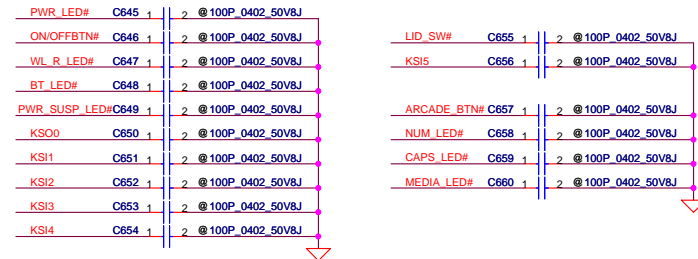 PWR_LED# C645 1 2 @100P_0402_50V8J
ON/OFFBTN# C646 1 2 @100P_0402_50V8J
WL_R_LED# C647 1 2 @100P_0402_50V8J
BT_LED# C648 1 2 @100P_0402_50V8J
PWR_SUSP_LED# C649 1 2 @100P_0402_50V8J
KSO0 C650 1 2 @100P_0402_50V8J
KSI1 C651 1 2 @100P_0402_50V8J
KSI2 C652 1 2 @100P_0402_50V8J
KSI3 C653 1 2 @100P_0402_50V8J
KSI4 C654 1 2 @100P_0402_50V8J
LID_SW# C655 1 2 @100P_0402_50V8J
KSI5 C656 1 2 @100P_0402_50V8J
ARCADE_BTN# C657 1 2 @100P_0402_50V8J
NUM_LED# C658 1 2 @100P_0402_50V8J
CAPS_LED# C659 1 2 @100P_0402_50V8J
MEDIA_LED# C660 1 2 @100P_0402_50V8J